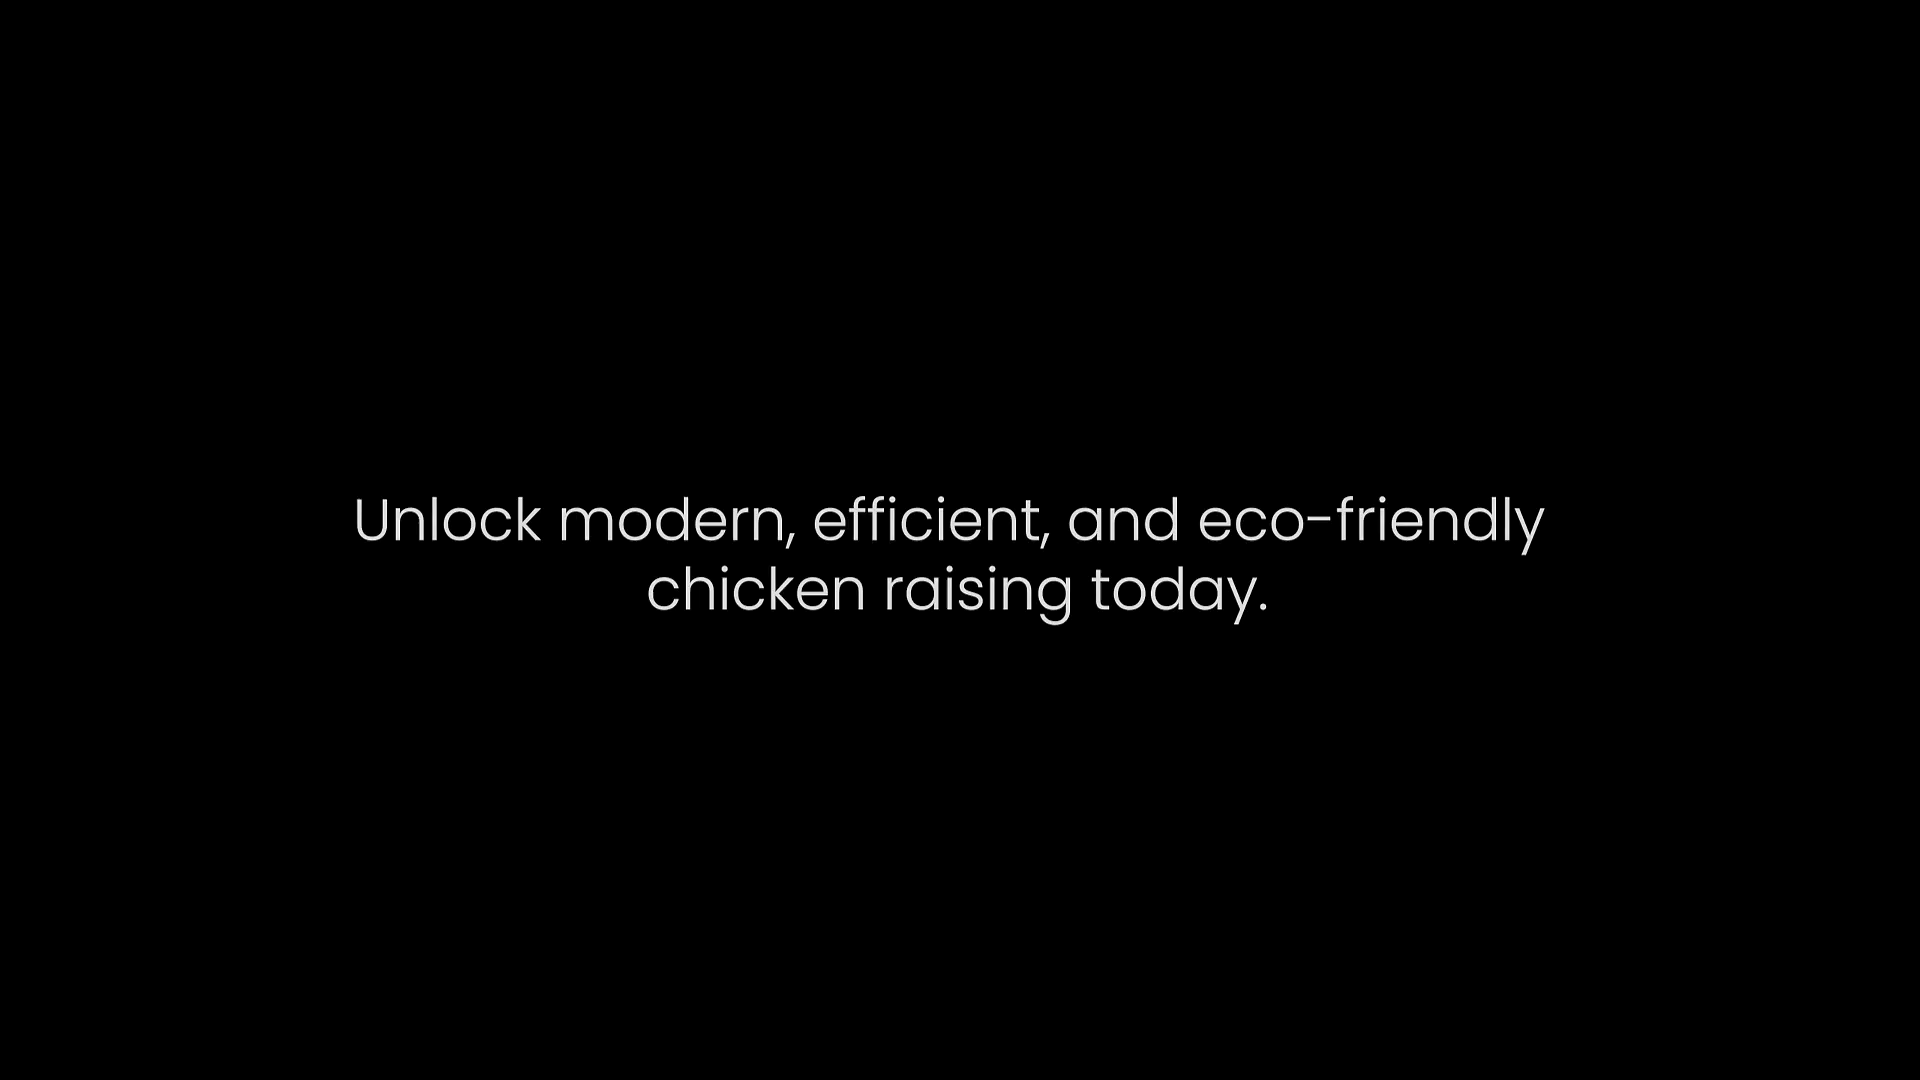 Unlock modern, efficient, and eco-friendly
chicken raising today.